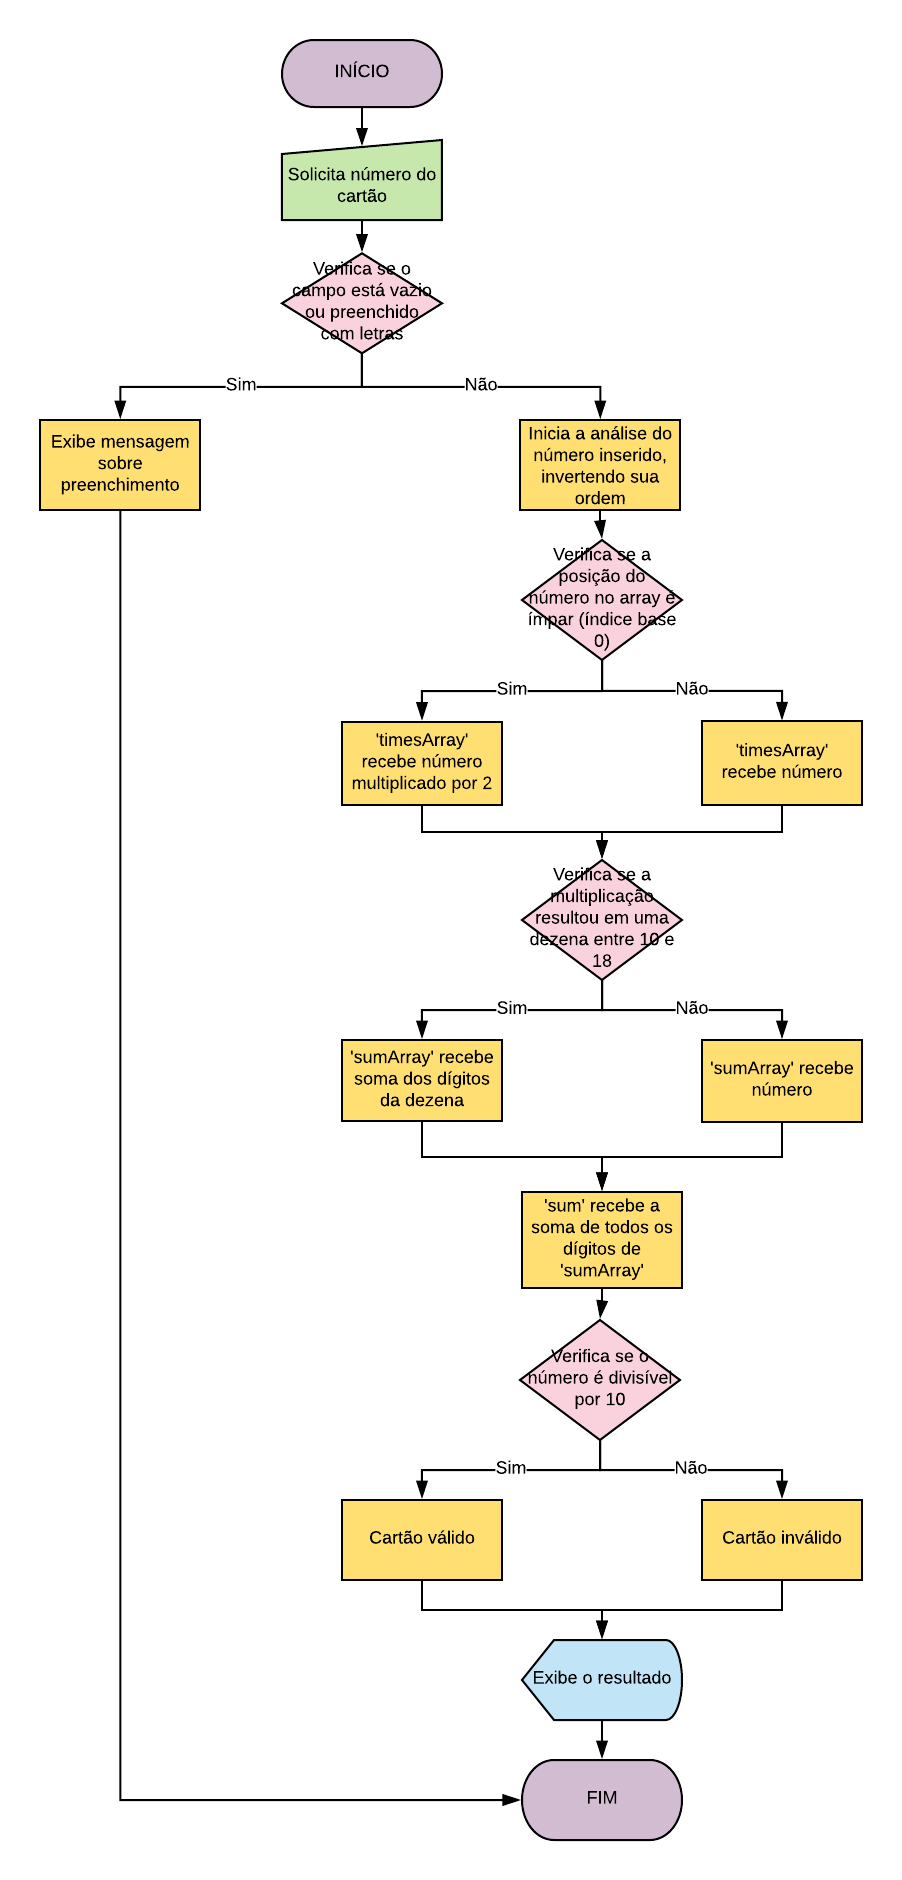 INÍCIO
Solicita número do
cartão
Verifica se o
campo está vazio
ou preenchido
com letras
Sim
Não
Exibe mensagem
sobre
preenchimento
Inicia a análise do
número inserido,
invertendo sua
ordem
Verifica se a
posição do
número no array é
ímpar (índice base
0)
Sim
Não
'timesArray'
recebe número
multiplicado por 2
'timesArray'
recebe número
Verifica se a
multiplicação
resultou em uma
dezena entre 10 e
18
Sim
Não
'sumArray' recebe
soma dos dígitos
da dezena
'sumArray' recebe
número
'sum' recebe a
soma de todos os
dígitos de
'sumArray'
Verifica se o
número é divisível
por 10
Sim
Não
Cartão válido
Cartão inválido
Exibe o resultado
FIM